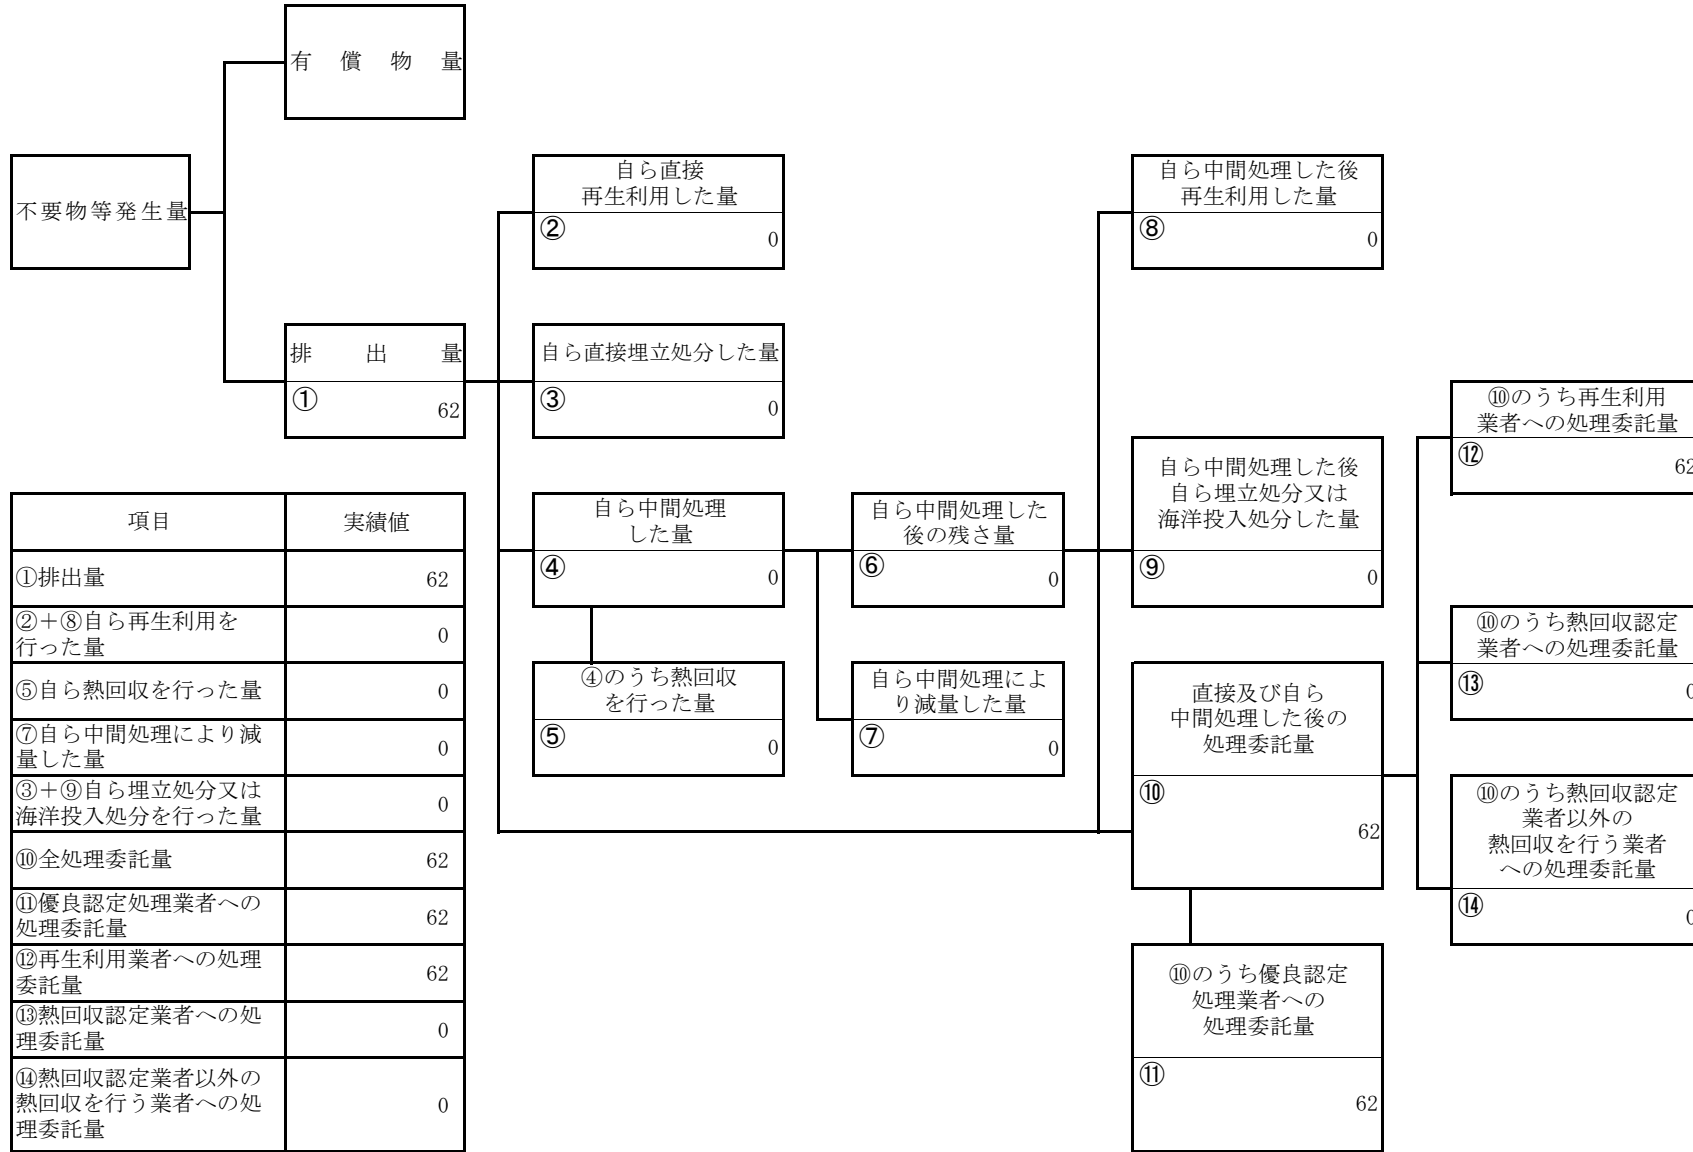 有償物量
不要物等発生量
自ら直接
再生利用した量
②
0
自ら中間処理した後
再生利用した量
⑧
0
排出量
①
62
自ら直接埋立処分した量
③
0
⑩のうち再生利用
業者への処理委託量
⑫
62
自ら中間処理
した量
④
0
自ら中間処理した
後の残さ量
⑥
0
自ら中間処理した後
自ら埋立処分又は
海洋投入処分した量
⑨
0
⑩のうち熱回収認定
業者への処理委託量
⑬
0
④のうち熱回収
を行った量
⑤
0
自ら中間処理によ
り減量した量
⑦
0
直接及び自ら
中間処理した後の
処理委託量
⑩
62
⑩のうち熱回収認定
業者以外の
熱回収を行う業者
への処理委託量
⑭
0
⑩のうち優良認定
処理業者への
処理委託量
⑪
62
項目
実績値
①排出量
62
②+⑧自ら再生利用を
行った量
0
⑤自ら熱回収を行った量
0
⑦自ら中間処理により減
量した量
0
③+⑨自ら埋立処分又は
海洋投入処分を行った量
0
⑩全処理委託量
62
⑪優良認定処理業者への
処理委託量
62
⑫再生利用業者への処理
委託量
62
⑬熱回収認定業者への処
理委託量
0
⑭熱回収認定業者以外の
熱回収を行う業者への処
理委託量
0